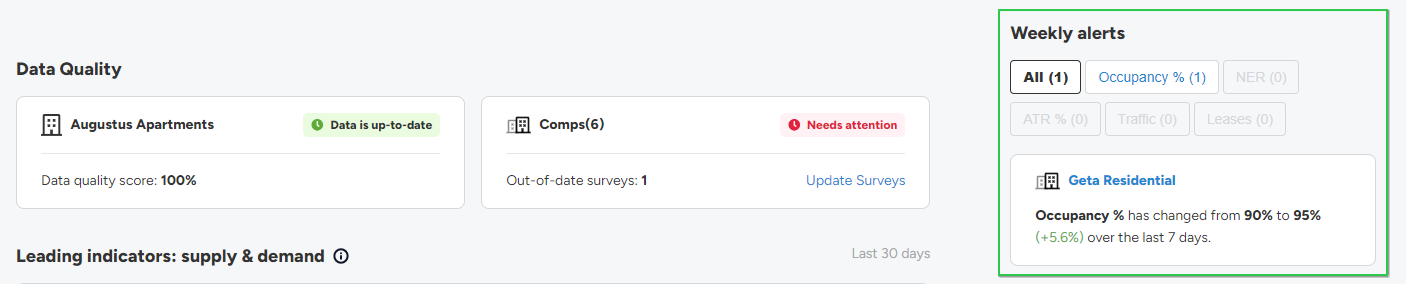 Data Quality
Augustus Apartments
Data is up-to-date
Data quality score: 100%
Comps(6)
Needs attention
Out-of-date surveys: 1
Update Surveys
Leading indicators: supply & demand
Last 30 days
Weekly alerts
All (1)
Occupancy % (1)
NER (0)
ATR % (0)
Traffic (0)
Leases (0)
Geta Residential
Occupancy % has changed from 90% to 95%
(+5.6%) over the last 7 days.